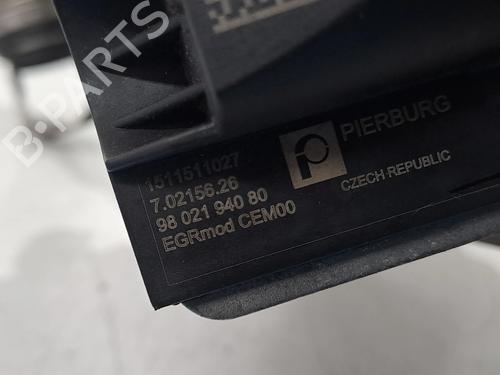 B-PARTS
PIERBURG
CZECH REPUBLIC
1511511027
7.02156.26
98 021 940 80
EGRmod CEM00